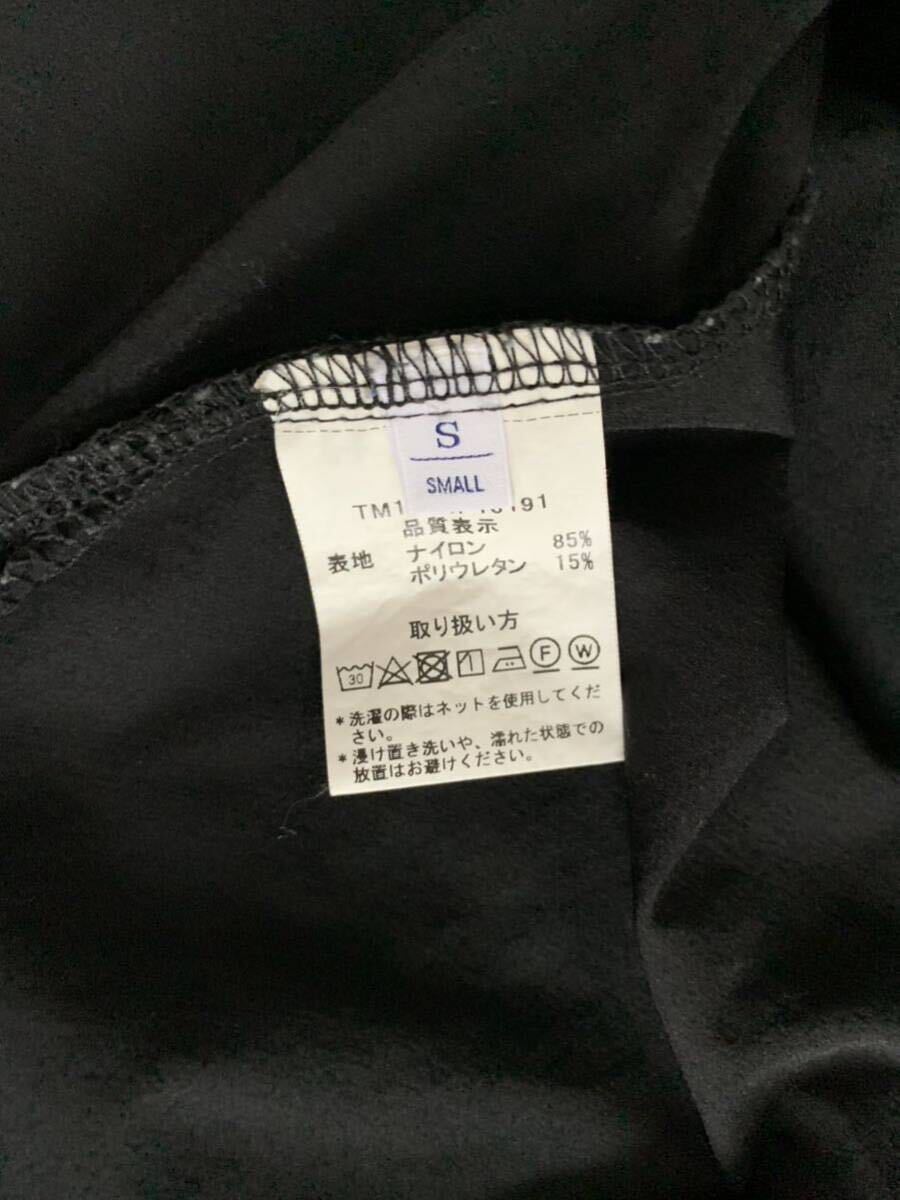 S
SMALL
品質表示
表地 ナイロン 85%
ポリウレタン 15%
取り扱い方
30 F W
*洗濯の際はネットを使用してくだ
さい。
*浸け置き洗いや、濡れた状態での
放置はお避けください。